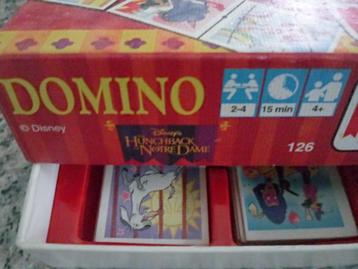 DOMINO
2-4
15 min
4+
© Disney
Disney's
HUNCHBACK
NOTRE DAME
126